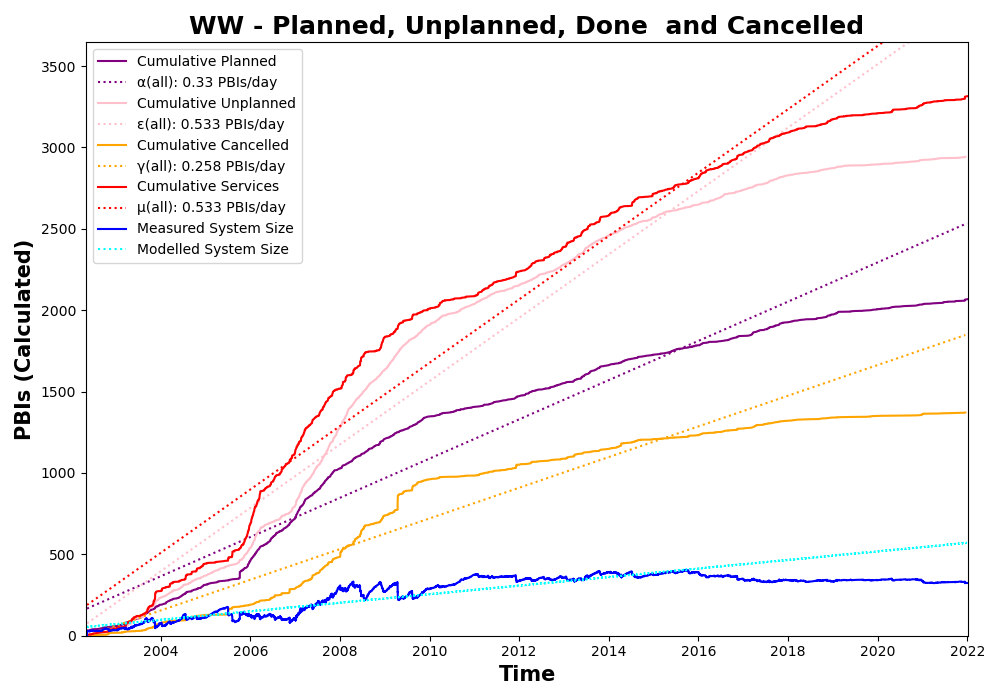 WW - Planned, Unplanned, Done  and Cancelled
PBIs (Calculated)
3500
3000
2500
2000
1500
1000
500
0
Cumulative Planned
α(all): 0.33 PBIs/day
Cumulative Unplanned
ε(all): 0.533 PBIs/day
Cumulative Cancelled
γ(all): 0.258 PBIs/day
Cumulative Services
μ(all): 0.533 PBIs/day
Measured System Size
Modelled System Size
2004 2006 2008 2010 2012 2014 2016 2018 2020 2022
Time